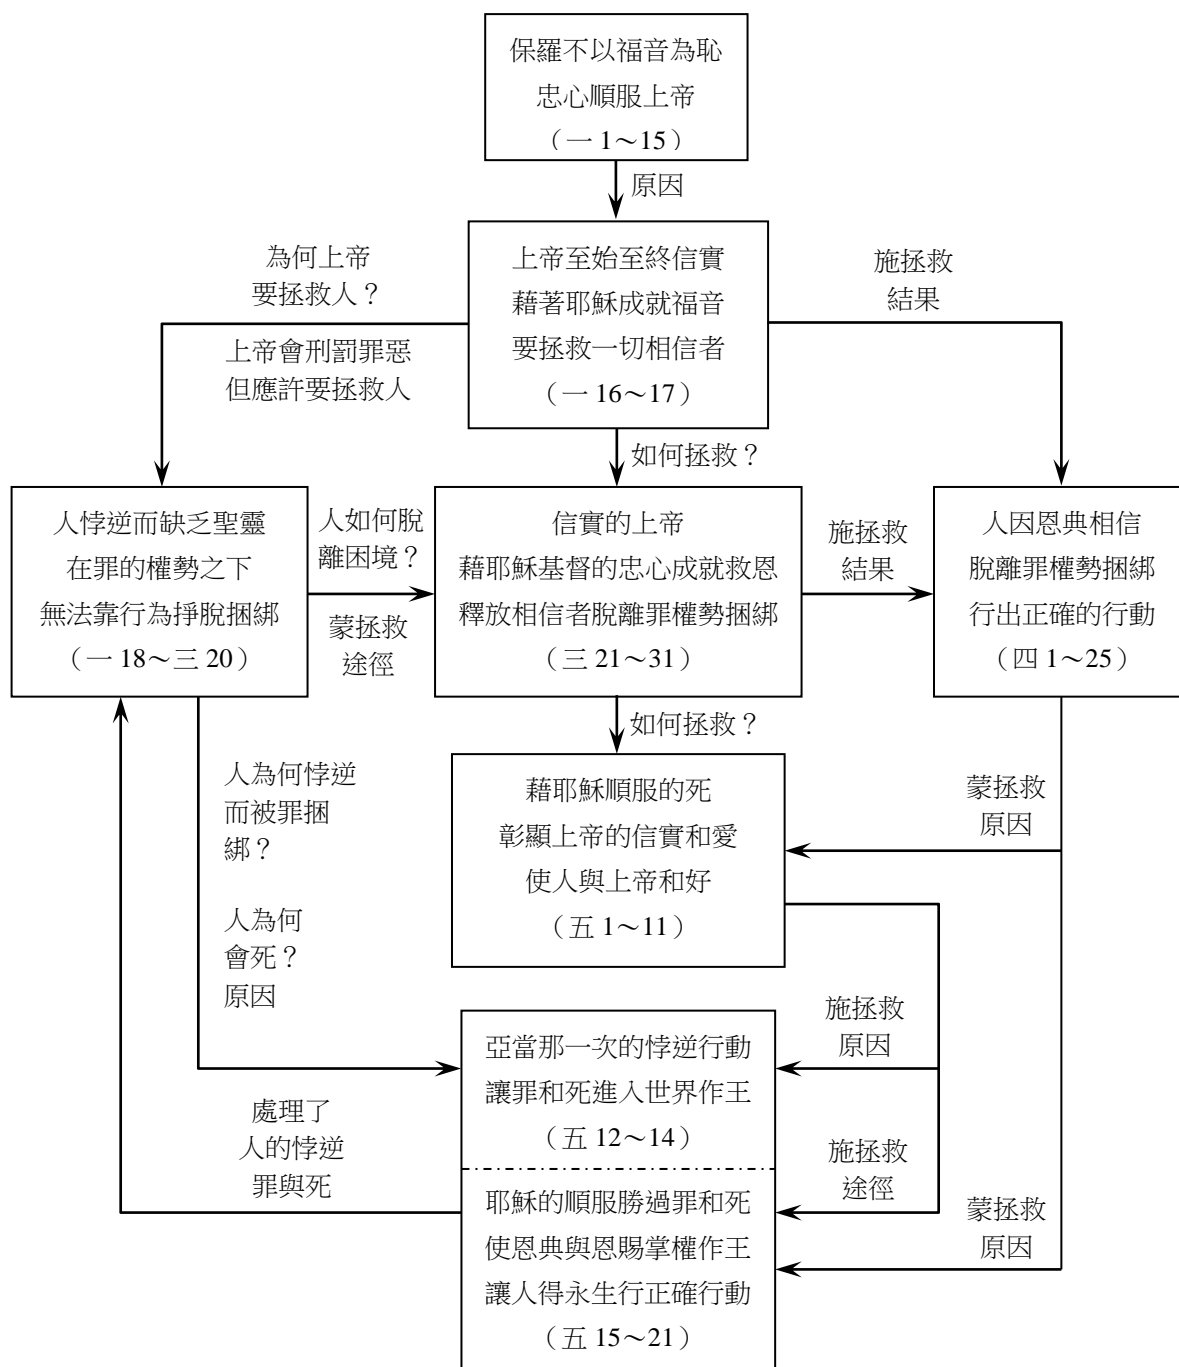 保羅不以福音為恥
忠心順服上帝
（一 1～15）
原因
上帝至始至終信實
藉著耶穌成就福音
要拯救一切相信者
（一 16～17）
為何上帝
要拯救人？
上帝會刑罰罪惡
但應許要拯救人
施拯救
結果
如何拯救？
人悖逆而缺乏聖靈
在罪的權勢之下
無法靠行為掙脫捆綁
（一 18～三 20）
人如何脫
離困境？
蒙拯救
途徑
信實的上帝
藉耶穌基督的忠心成就救恩
釋放相信者脫離罪權勢捆綁
（三 21～31）
施拯救
結果
人因恩典相信
脫離罪權勢捆綁
行出正確的行動
（四 1～25）
如何拯救？
人為何悖逆
而被罪捆
綁？
人為何
會死？
原因
藉耶穌順服的死
彰顯上帝的信實和愛
使人與上帝和好
（五 1～11）
蒙拯救
原因
施拯救
原因
亞當那一次的悖逆行動
讓罪和死進入世界作王
（五 12～14）
處理了
人的悖逆
罪與死
施拯救
途徑
耶穌的順服勝過罪和死
使恩典與恩賜掌權作王
讓人得永生行正確行動
（五 15～21）
蒙拯救
原因